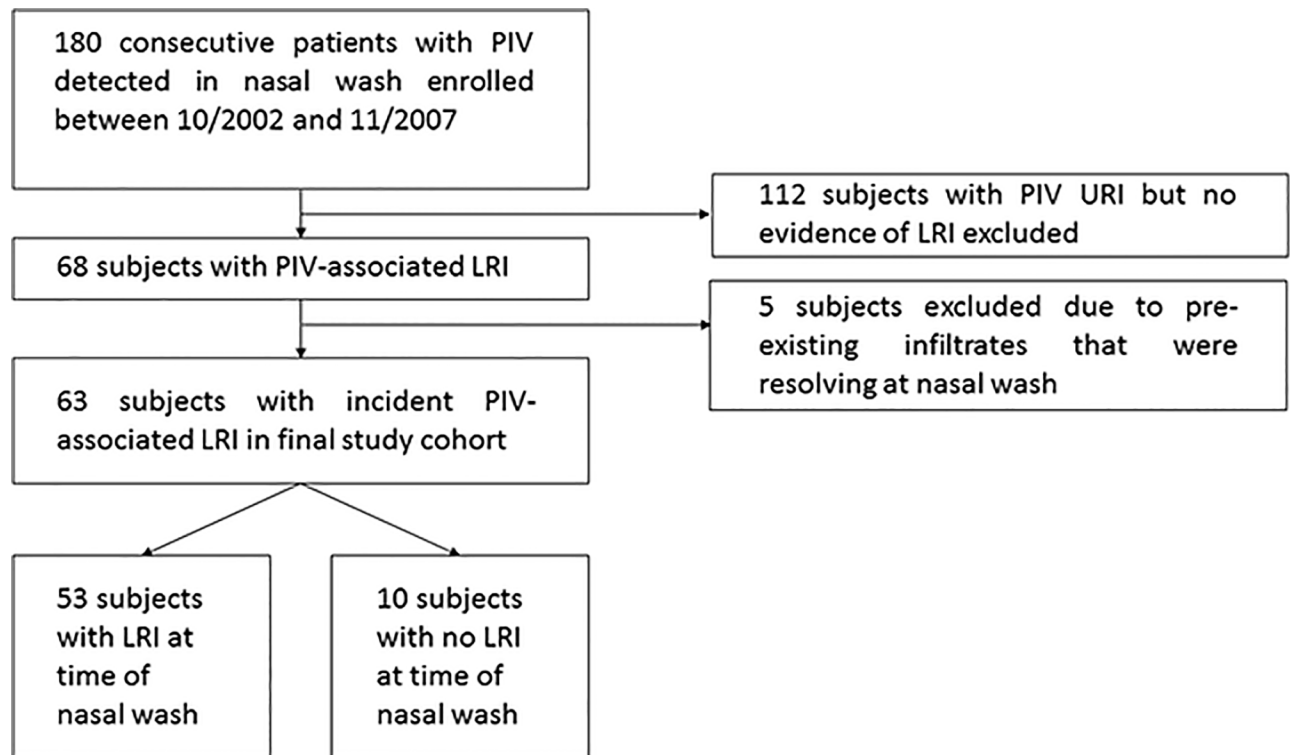 180 consecutive patients with PIV
detected in nasal wash enrolled
between 10/2002 and 11/2007
112 subjects with PIV URI but no
evidence of LRI excluded
68 subjects with PIV-associated LRI
5 subjects excluded due to pre-
existing infiltrates that were
resolving at nasal wash
63 subjects with incident PIV-
associated LRI in final study cohort
53 subjects
with LRI at
time of
nasal wash
10 subjects
with no LRI
at time of
nasal wash